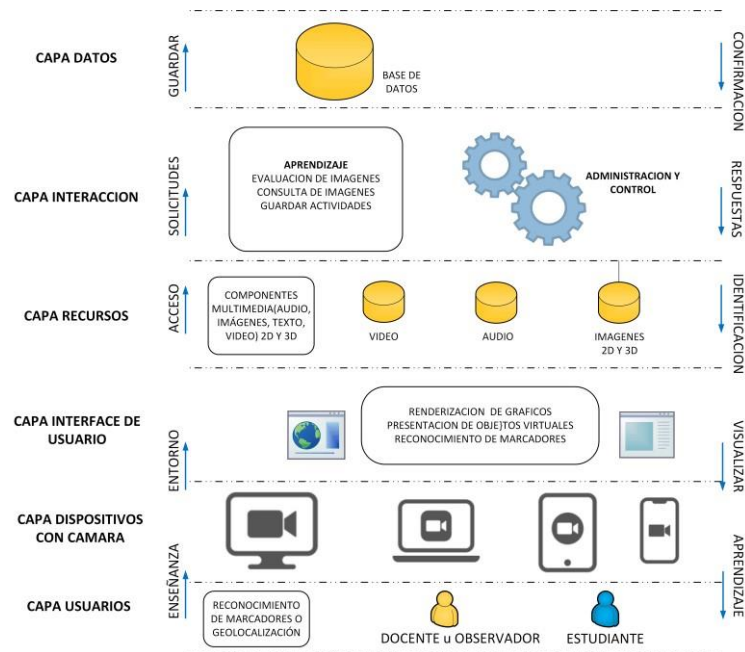 CAPA DATOS
GUARDAR
BASE DE
DATOS
CONFIRMACION
CAPA INTERACCION
SOLICITUDES
APRENDIZAJE
EVALUACION DE IMAGENES
CONSULTA DE IMAGENES
GUARDAR ACTIVIDADES
ADMINISTRACION Y
CONTROL
RESPUESTAS
CAPA RECURSOS
ACCESO
COMPONENTES
MULTIMEDIA(AUDIO,
IMÁGENES, TEXTO,
VIDEO) 2D Y 3D
VIDEO
AUDIO
IMAGENES
2D Y 3D
IDENTIFICACION
CAPA INTERFACE DE
USUARIO
ENTORNO
RENDERIZACION DE GRAFICOS
PRESENTACION DE OBJE)TOS VIRTUALES
RECONOCIMIENTO DE MARCADORES
VISUALIZAR
CAPA DISPOSITIVOS
CON CAMARA
ENSEÑANZA
APRENDIZAJE
CAPA USUARIOS
RECONOCIMIENTO
DE MARCADORES O
GEOLOCALIZACIÓN
DOCENTE u OBSERVADOR
ESTUDIANTE